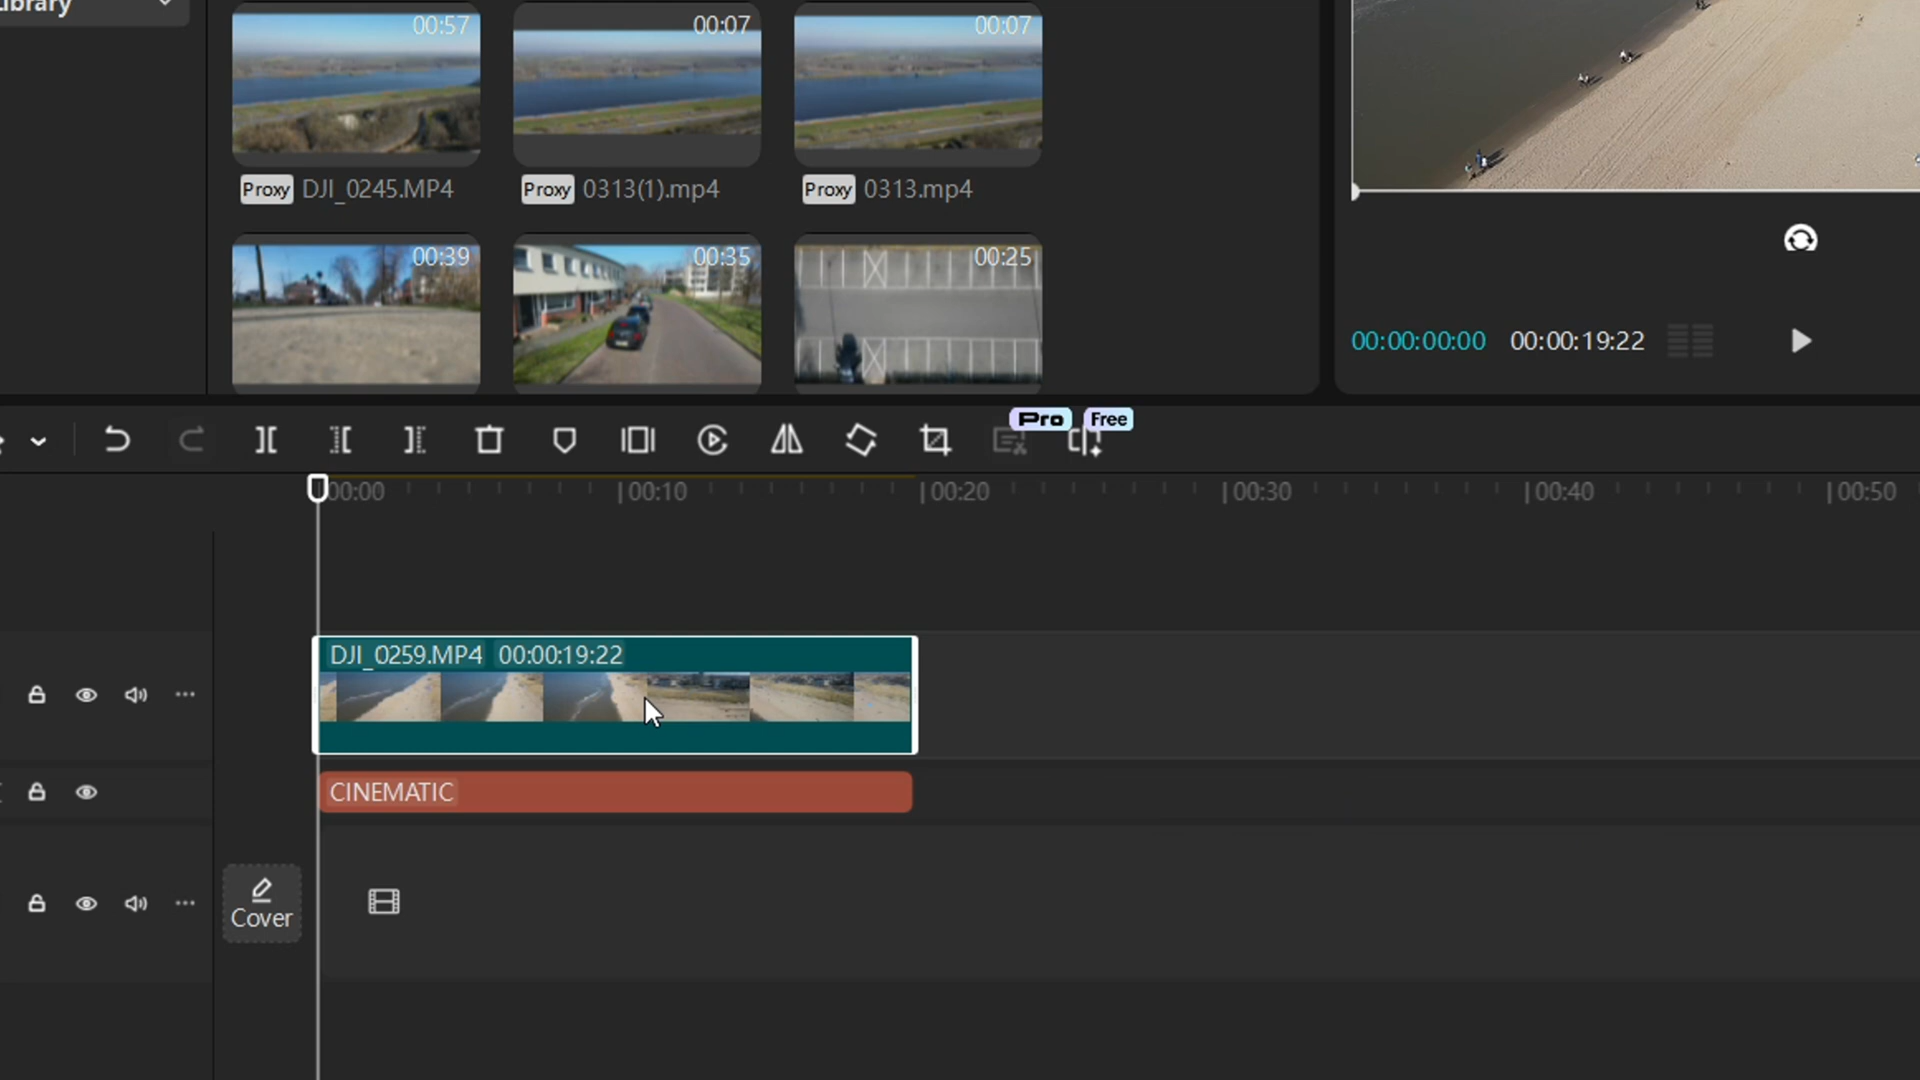 ibrary
00:57
00:07
00:07
Proxy DJI_0245.MP4
Proxy 0313(1).mp4
Proxy 0313.mp4
00:39
00:35
00:25
00:00:00:00 00:00:19:22
Pro Free
00:00 00:10 00:20 00:30 00:40 00:50
DJI_0259.MP4 00:00:19:22
CINEMATIC
Cover